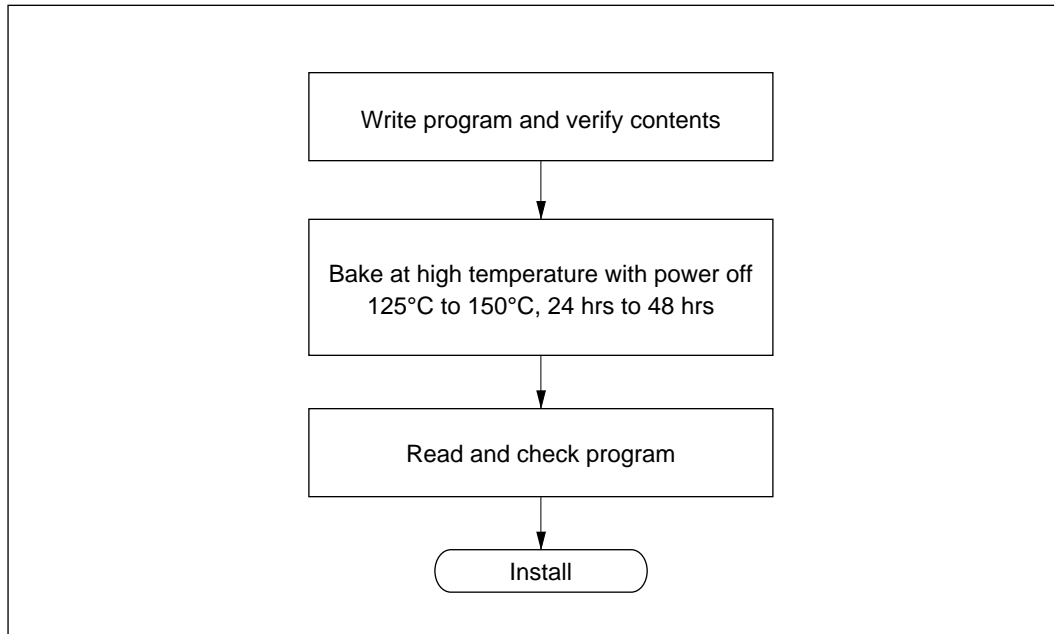 Write program and verify contents
Bake at high temperature with power off
125°C to 150°C, 24 hrs to 48 hrs
Read and check program
Install